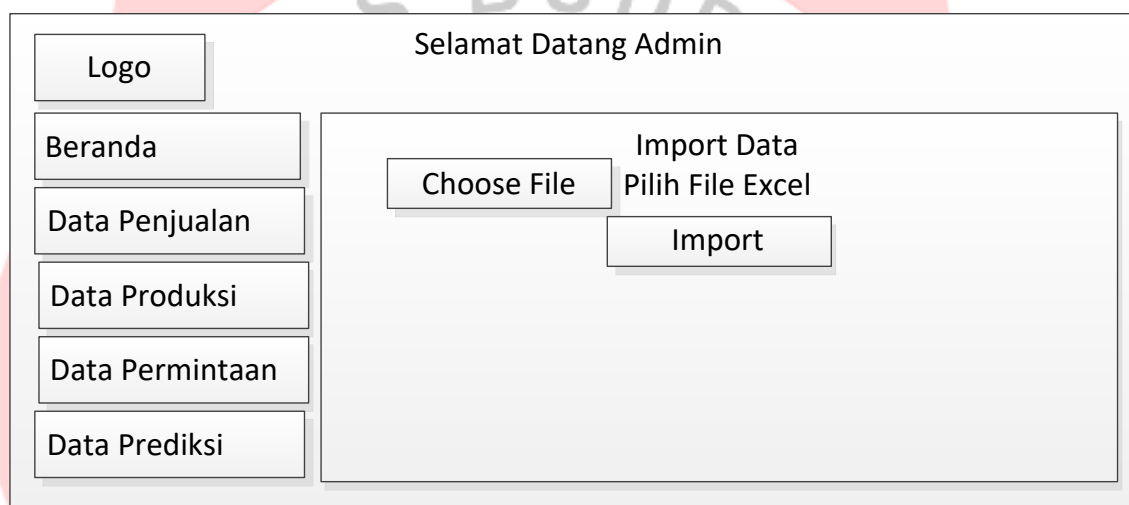 Selamat Datang Admin
Logo
Beranda
Data Penjualan
Data Produksi
Data Permintaan
Data Prediksi
Import Data
Choose File Pilih File Excel
Import